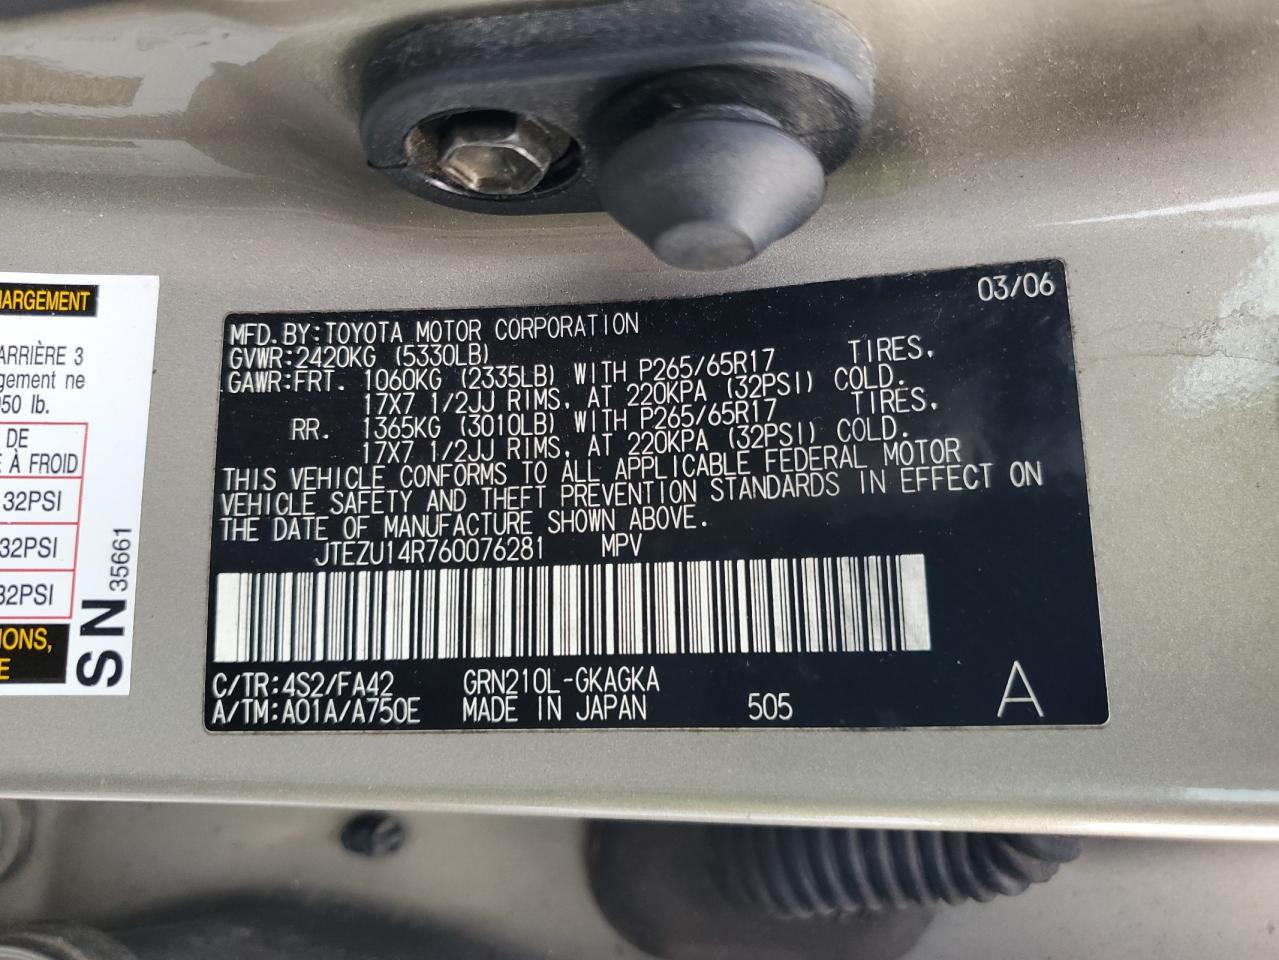 HARGEMENT
ARRIÈRE 3
gement ne
950 lb.
DE
E À FROID
32PSI
32PSI
32PSI
IONS,
E
SN 35661
03/06
MFD.BY:TOYOTA MOTOR CORPORATION
GVWR:2420KG (5330LB)
GAWR:FRT. 1060KG (2335LB) WITH P265/65R17 TIRES,
17X7 1/2JJ RIMS, AT 220KPA (32PSI) COLD.
RR. 1365KG (3010LB) WITH P265/65R17 TIRES,
17X7 1/2JJ RIMS, AT 220KPA (32PSI) COLD.
THIS VEHICLE CONFORMS TO ALL APPLICABLE FEDERAL MOTOR
VEHICLE SAFETY AND THEFT PREVENTION STANDARDS IN EFFECT ON
THE DATE OF MANUFACTURE SHOWN ABOVE.
JTEZU14R760076281 MPV
C/TR:4S2/FA42 GRN210L-GKAGKA
A/TM:A01A/A750E MADE IN JAPAN 505 A